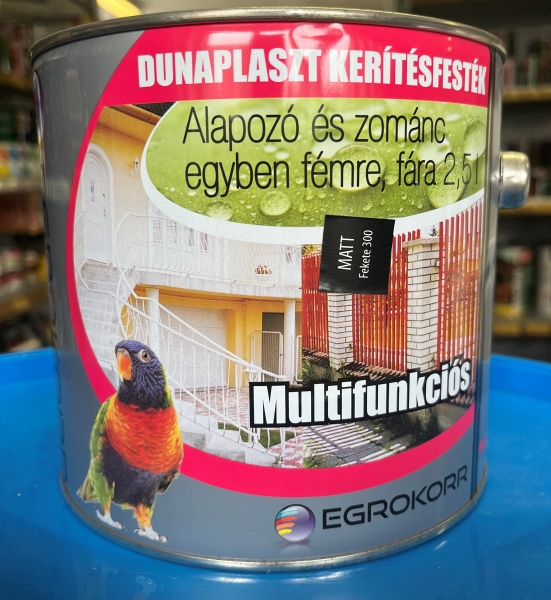 DUNAPLASZT KERÍTÉSFESTÉK
Alapozó és zománc
egyben fémre, fára 2,5 l
MATT
Fekete 300
Multifunkciós
EGROKORR